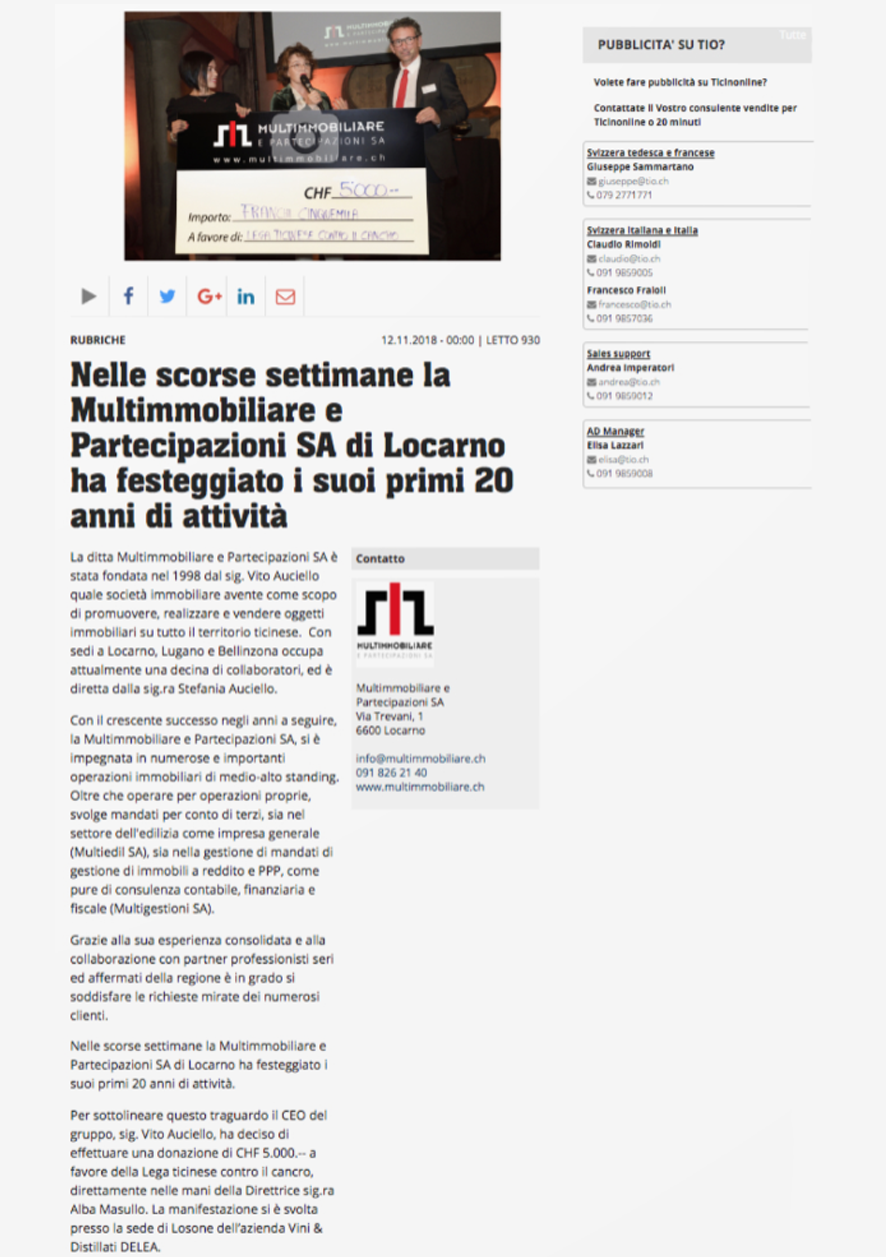 MULTIMMOBILIARE
E PARTECIPAZIONI SA
www.multimmobiliare.ch
CHF 5000.--
Importo: FRANCHI CINQUEMILA
A favore di: LEGA TICINESE CONTRO IL CANCRO
RUBRICHE
12.11.2018 - 00:00 | LETTO 930
Nelle scorse settimane la
Multimmobiliare e
Partecipazioni SA di Locarno
ha festeggiato i suoi primi 20
anni di attività
La ditta Multimmobiliare e Partecipazioni SA è
stata fondata nel 1998 dal sig. Vito Auciello
quale società immobiliare avente come scopo
di promuovere, realizzare e vendere oggetti
immobiliari su tutto il territorio ticinese. Con
sedi a Locarno, Lugano e Bellinzona occupa
attualmente una decina di collaboratori, ed è
diretta dalla sig.ra Stefania Auciello.
Con il crescente successo negli anni a seguire,
la Multimmobiliare e Partecipazioni SA, si è
impegnata in numerose e importanti
operazioni immobiliari di medio-alto standing.
Oltre che operare per operazioni proprie,
svolge mandati per conto di terzi, sia nel
settore dell'edilizia come impresa generale
(Multiedil SA), sia nella gestione di mandati di
gestione di immobili a reddito e PPP, come
pure di consulenza contabile, finanziaria e
fiscale (Multigestioni SA).
Grazie alla sua esperienza consolidata e alla
collaborazione con partner professionisti seri
ed affermati della regione è in grado si
soddisfare le richieste mirate dei numerosi
clienti.
Nelle scorse settimane la Multimmobiliare e
Partecipazioni SA di Locarno ha festeggiato i
suoi primi 20 anni di attività.
Per sottolineare questo traguardo il CEO del
gruppo, sig. Vito Auciello, ha deciso di
effettuare una donazione di CHF 5.000.-- a
favore della Lega ticinese contro il cancro,
direttamente nelle mani della Direttrice sig.ra
Alba Masullo. La manifestazione si è svolta
presso la sede di Losone dell'azienda Vini &
Distillati DELEA.
Contatto
MULTIMMOBILIARE
E PARTECIPAZIONI SA
Multimmobiliare e
Partecipazioni SA
Via Trevani, 1
6600 Locarno
info@multimmobiliare.ch
091 826 21 40
www.multimmobiliare.ch
PUBBLICITA' SU TIO?
Tutte
Volete fare pubblicità su Ticinonline?
Contattate il Vostro consulente vendite per
Ticinonline o 20 minuti
Svizzera tedesca e francese
Giuseppe Sammartano
giuseppe@tio.ch
079 2771771
Svizzera Italiana e Italia
Claudio Rimoldi
claudio@tio.ch
091 9859005
Francesco Fraioli
francesco@tio.ch
091 9857036
Sales support
Andrea Imperatori
andrea@tio.ch
091 9859012
AD Manager
Elisa Lazzari
elisa@tio.ch
091 9859008